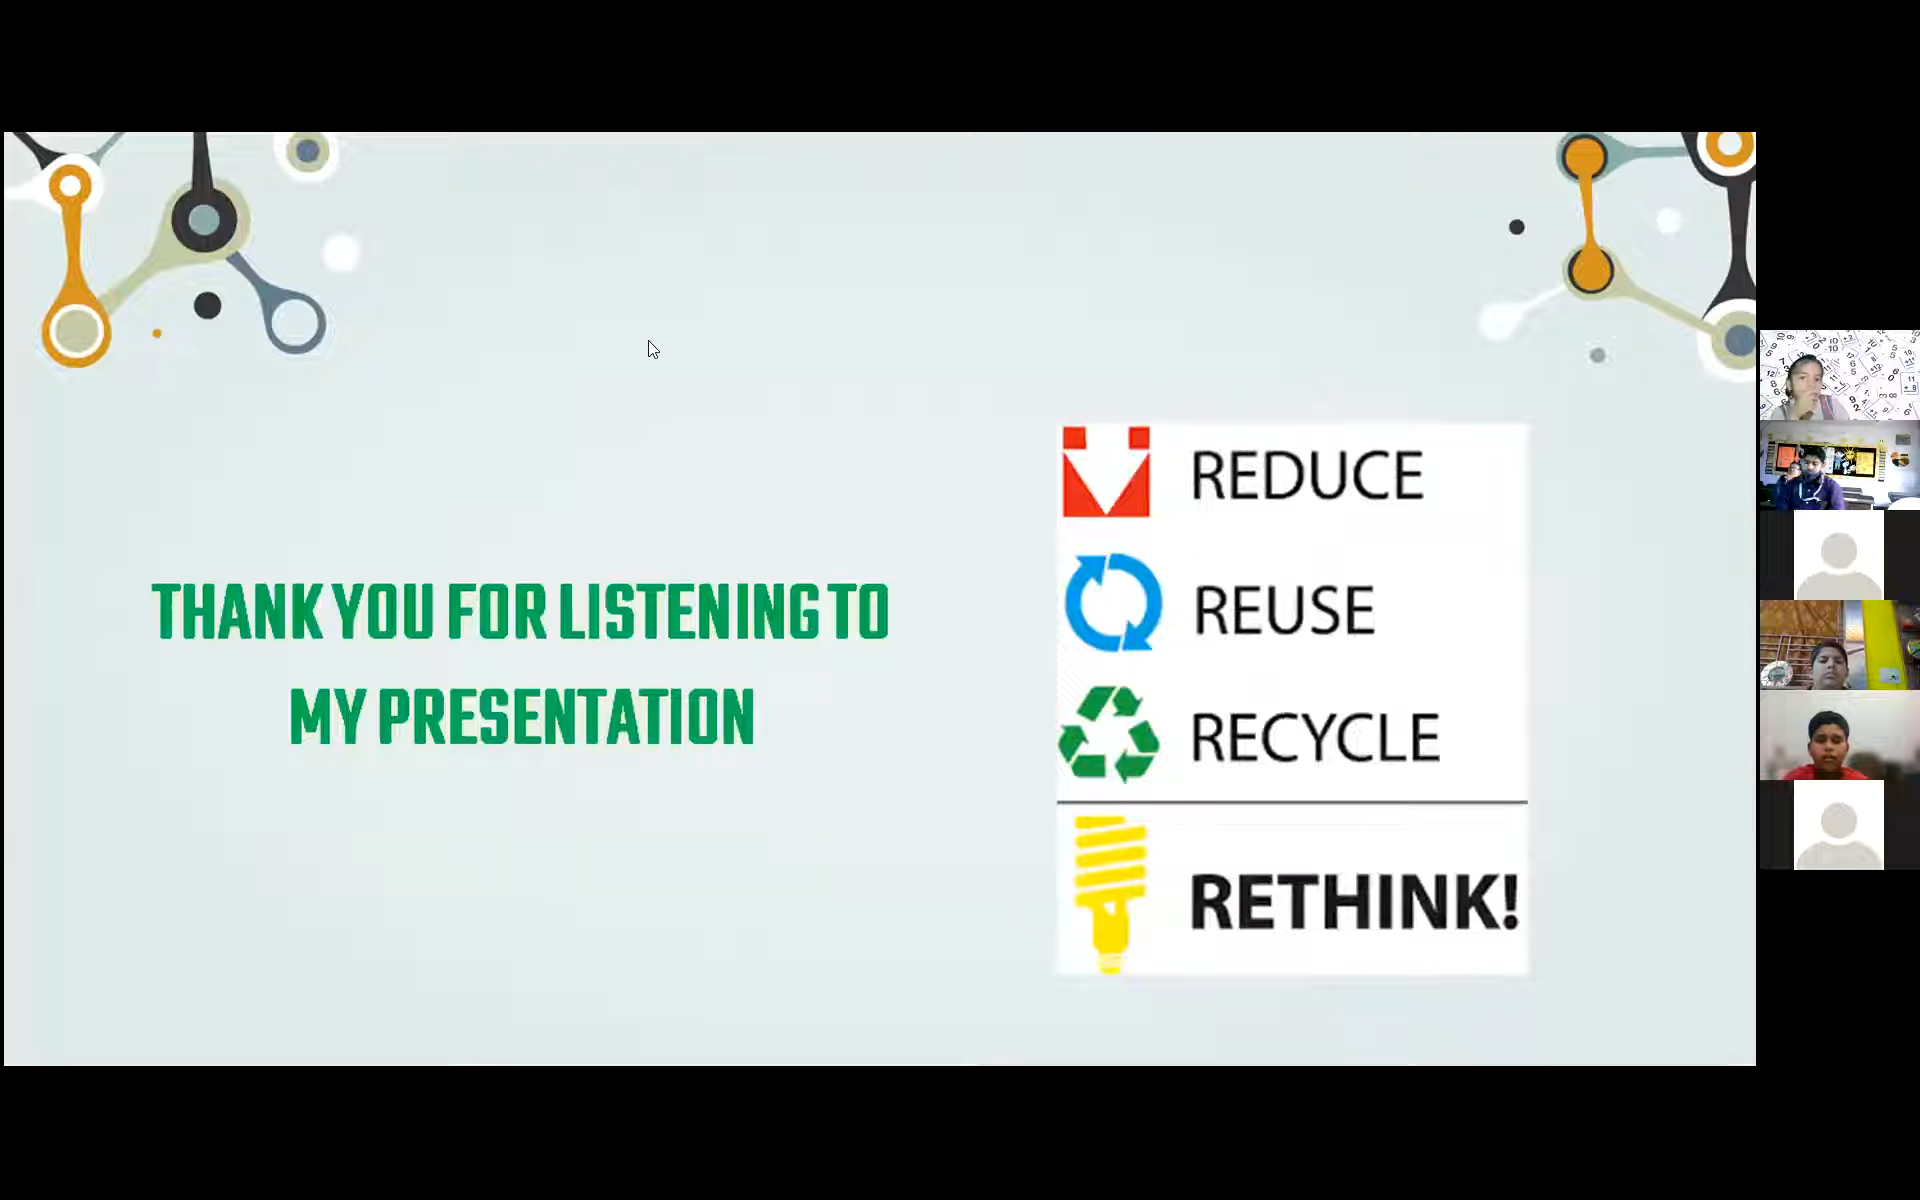 THANK YOU FOR LISTENING TO
MY PRESENTATION
REDUCE
REUSE
RECYCLE
RETHINK!